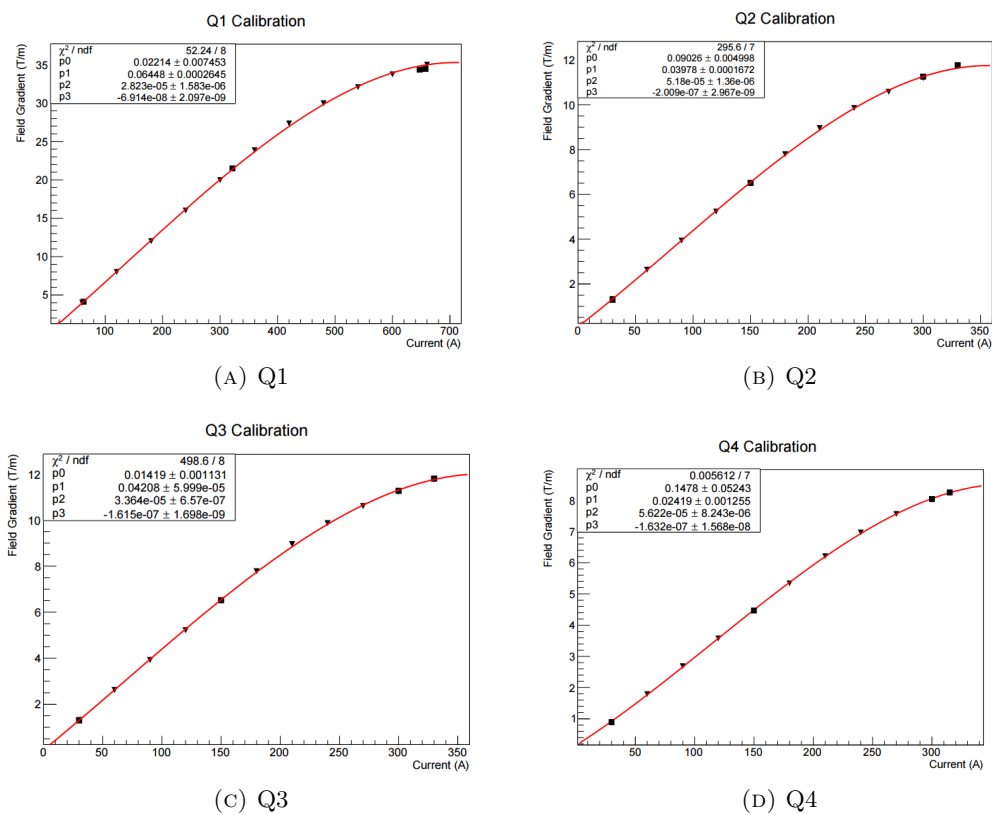 Q1 Calibration
χ² / ndf 52.24 / 8
p0 0.02214 ± 0.007453
p1 0.06448 ± 0.0002645
p2 2.823e-05 ± 1.583e-06
p3 -6.914e-08 ± 2.097e-09
Field Gradient (T/m)
35
30
25
20
15
10
5
100 200 300 400 500 600 700
Current (A)
(A) Q1
Q2 Calibration
χ² / ndf 295.6 / 7
p0 0.09026 ± 0.004998
p1 0.03978 ± 0.0001672
p2 5.18e-05 ± 1.36e-06
p3 -2.009e-07 ± 2.967e-09
Field Gradient (T/m)
12
10
8
6
4
2
0 50 100 150 200 250 300 350
Current (A)
(B) Q2
Q3 Calibration
χ² / ndf 498.6 / 8
p0 0.01419 ± 0.001131
p1 0.04208 ± 5.999e-05
p2 3.364e-05 ± 6.57e-07
p3 -1.615e-07 ± 1.698e-09
Field Gradient (T/m)
12
10
8
6
4
2
0 50 100 150 200 250 300 350
Current (A)
(C) Q3
Q4 Calibration
χ² / ndf 0.005612 / 7
p0 0.1478 ± 0.05243
p1 0.02419 ± 0.001255
p2 5.622e-05 ± 8.243e-06
p3 -1.632e-07 ± 1.568e-08
Field Gradient (T/m)
8
7
6
5
4
3
2
1
0 50 100 150 200 250 300
Current (A)
(D) Q4